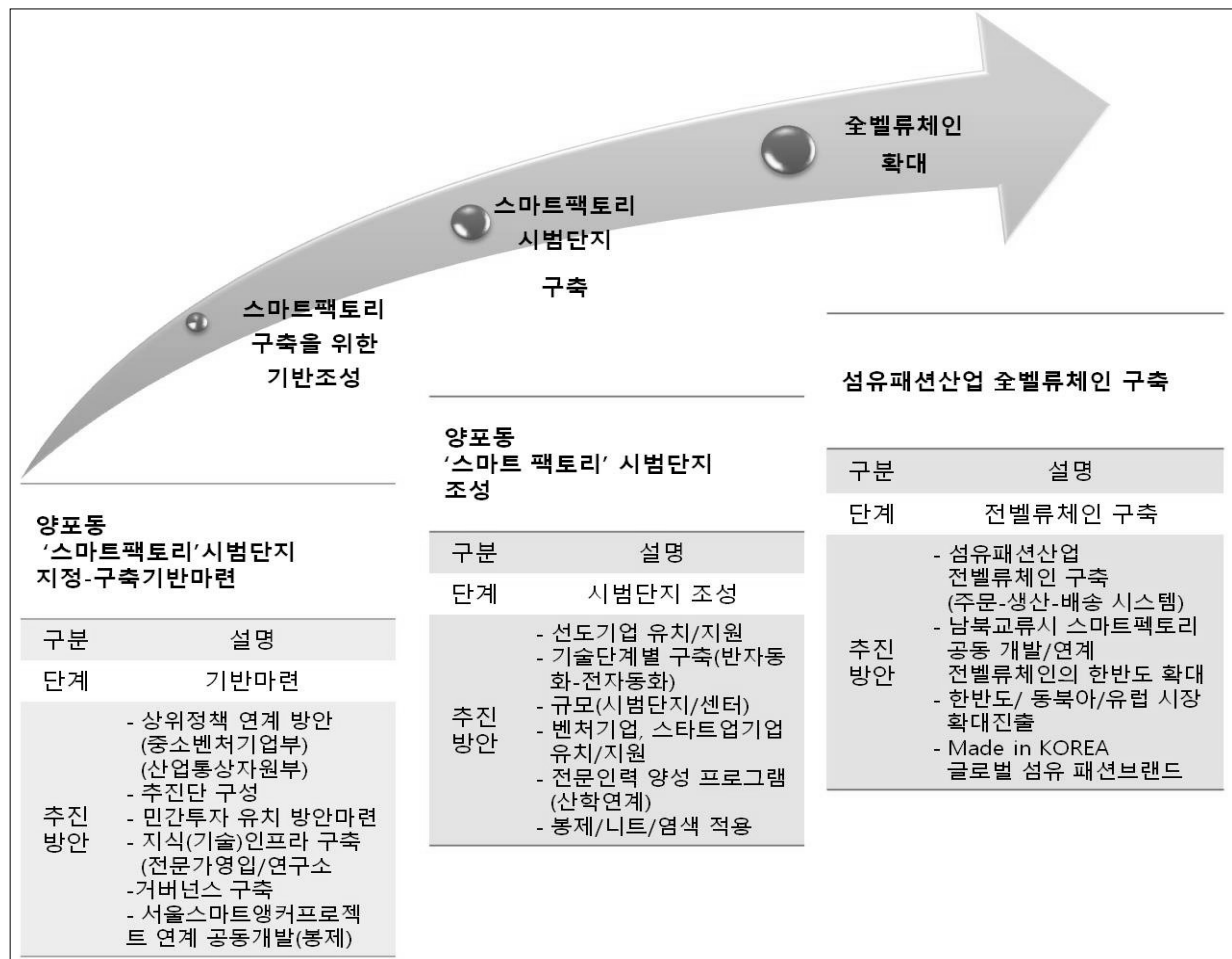 全벨류체인
확대
스마트팩토리
시범단지
구축
스마트팩토리
구축을 위한
기반조성
양포동
‘스마트팩토리’시범단지
지정-구축기반마련
구분 설명
단계 기반마련
추진
방안
- 상위정책 연계 방안
(중소벤처기업부)
(산업통상자원부)
- 추진단 구성
- 민간투자 유치 방안마련
- 지식(기술)인프라 구축
(전문가영입/연구소
-거버넌스 구축
- 서울스마트앵커프로젝
트 연계 공동개발(봉제)
양포동
‘스마트 팩토리’ 시범단지
조성
구분 설명
단계 시범단지 조성
추진
방안
- 선도기업 유치/지원
- 기술단계별 구축(반자동
화-전자동화)
- 규모(시범단지/센터)
- 벤처기업, 스타트업기업
유치/지원
- 전문인력 양성 프로그램
(산학연계)
- 봉제/니트/염색 적용
섬유패션산업 全벨류체인 구축
구분 설명
단계 전벨류체인 구축
추진
방안
- 섬유패션산업
전벨류체인 구축
(주문-생산-배송 시스템)
- 남북교류시 스마트펙토리
공동 개발/연계
전벨류체인의 한반도 확대
- 한반도/ 동북아/유럽 시장
확대진출
- Made in KOREA
글로벌 섬유 패션브랜드